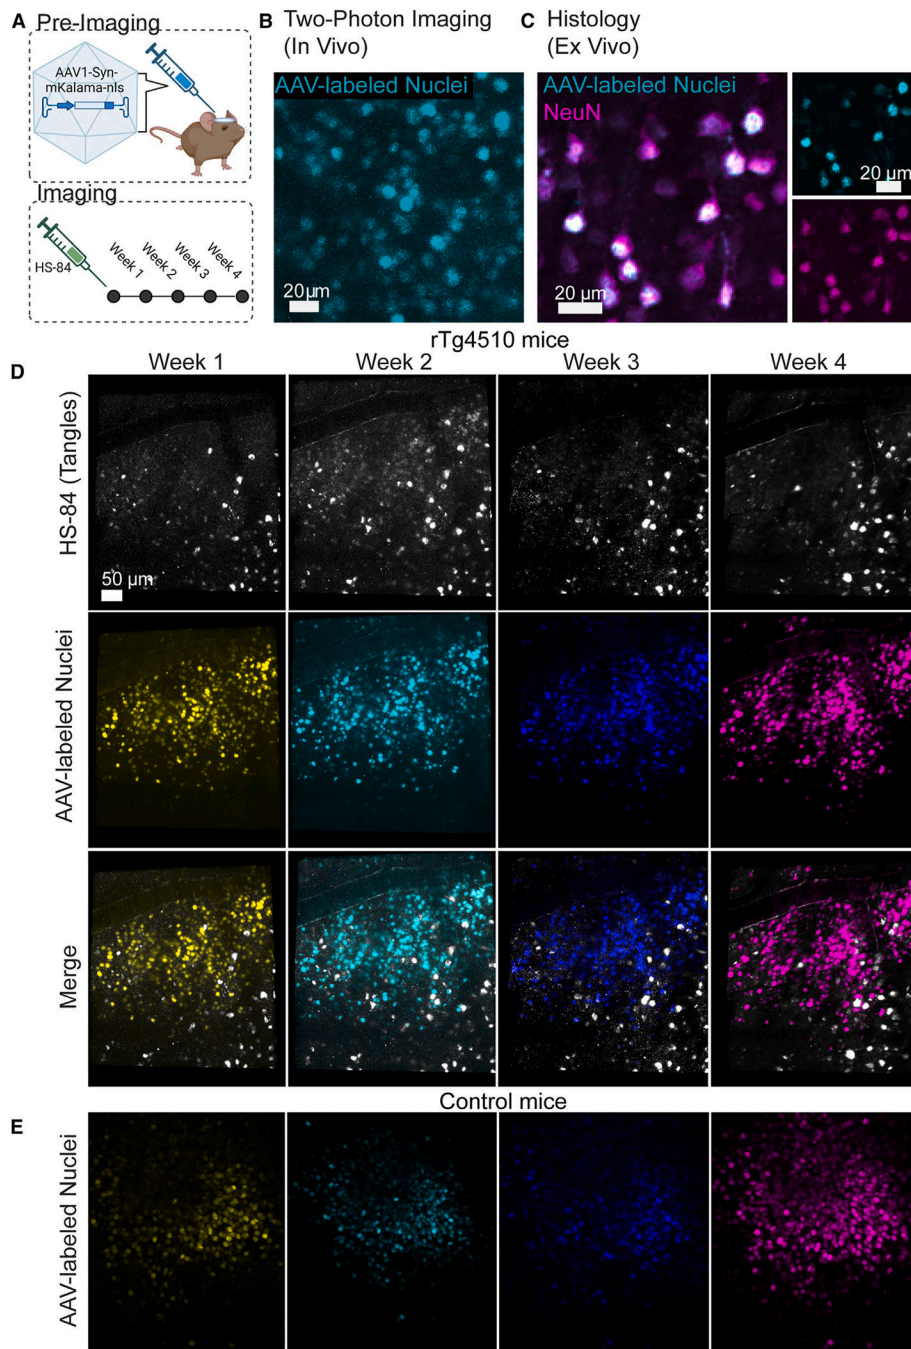 A
Pre-Imaging
AAV1-Syn-
mKalama-nls
Imaging
HS-84
Week 1
Week 2
Week 3
Week 4
B
Two-Photon Imaging
(In Vivo)
AAV-labeled Nuclei
20 µm
C
Histology
(Ex Vivo)
AAV-labeled Nuclei
NeuN
20 µm
20 µm
20 µm
rTg4510 mice
Week 1
Week 2
Week 3
Week 4
D
HS-84 (Tangles)
50 µm
AAV-labeled Nuclei
Merge
Control mice
E
AAV-labeled Nuclei